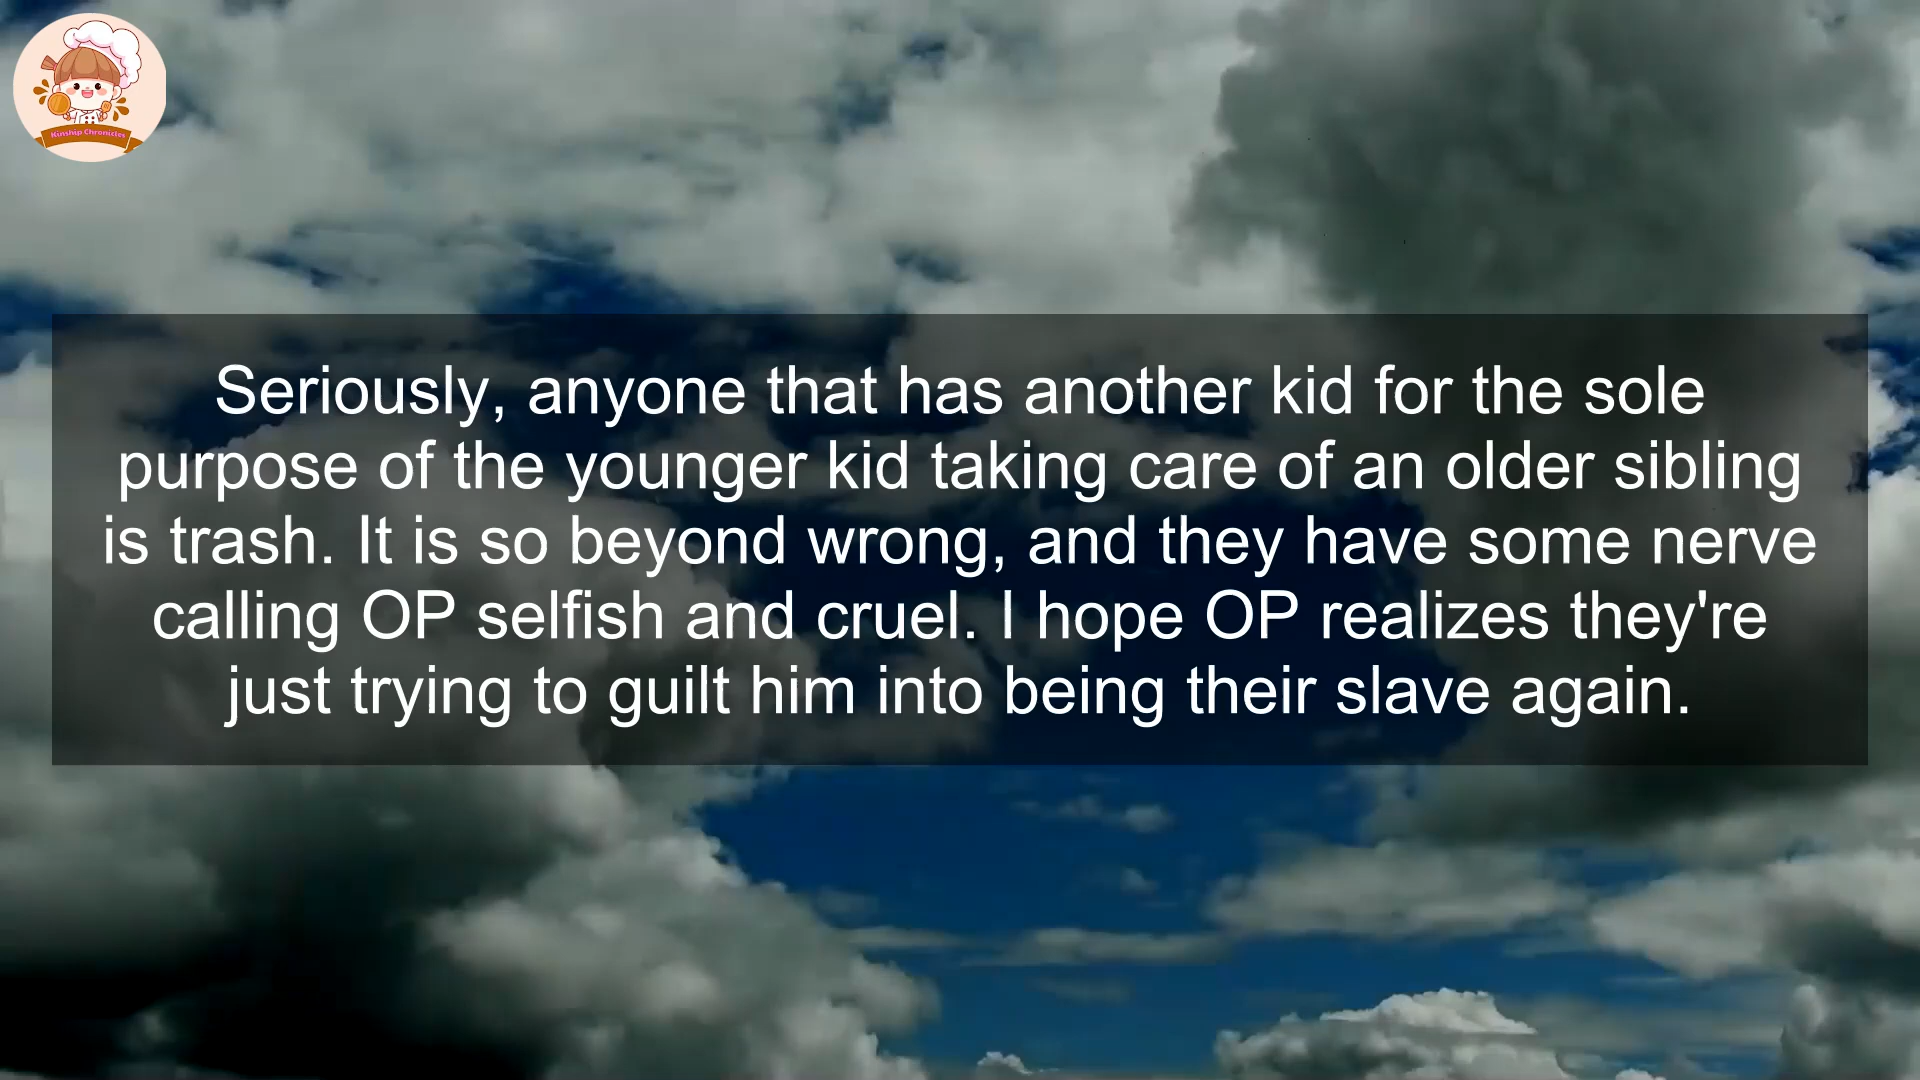 Kinship Chronicles
Seriously, anyone that has another kid for the sole
purpose of the younger kid taking care of an older sibling
is trash. It is so beyond wrong, and they have some nerve
calling OP selfish and cruel. I hope OP realizes they're
just trying to guilt him into being their slave again.